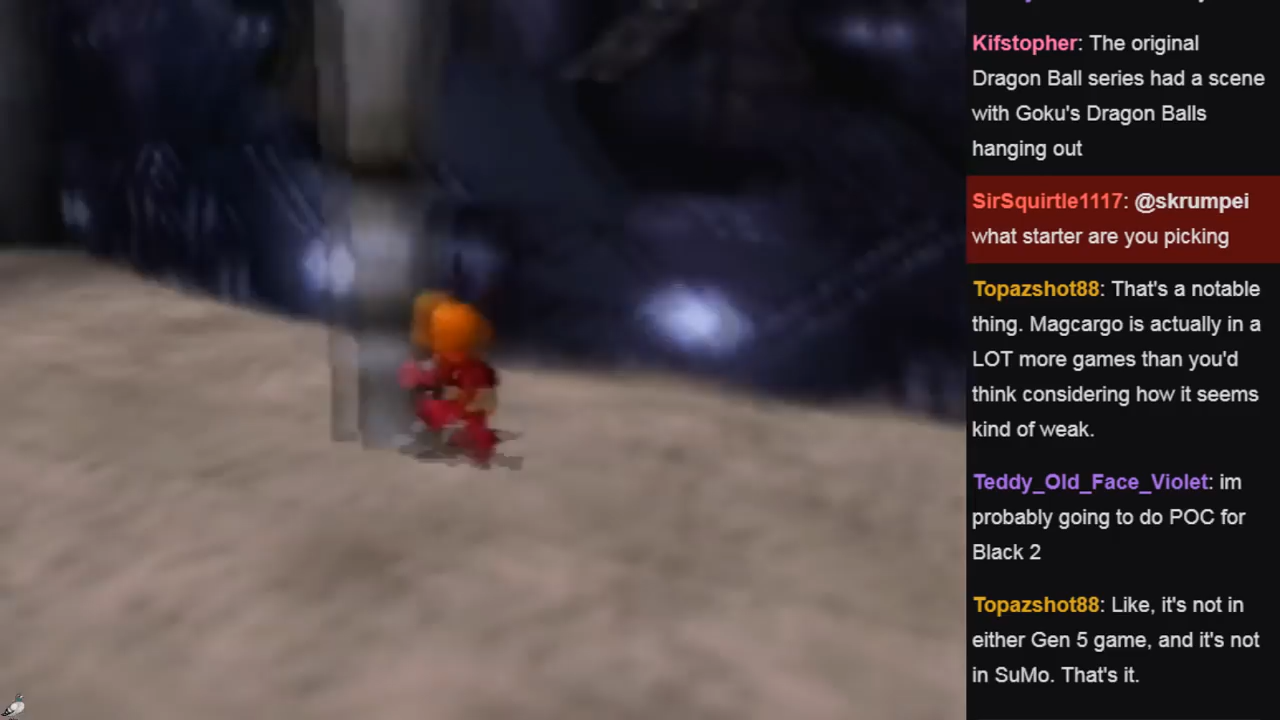 Kifstopher: The original
Dragon Ball series had a scene
with Goku's Dragon Balls
hanging out
SirSquirtle1117: @skrumpei
what starter are you picking
Topazshot88: That's a notable
thing. Magcargo is actually in a
LOT more games than you'd
think considering how it seems
kind of weak.
Teddy_Old_Face_Violet: im
probably going to do POC for
Black 2
Topazshot88: Like, it's not in
either Gen 5 game, and it's not
in SuMo. That's it.